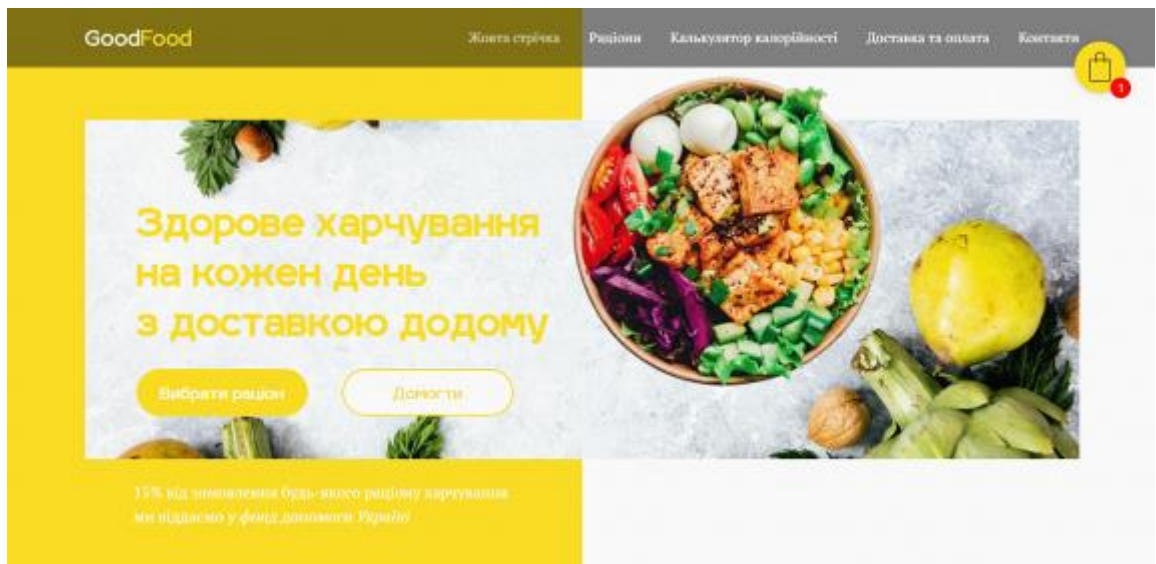 GoodFood
Жовта стрічка
Раціони
Калькулятор калорійності
Доставка та оплата
Контакти
1
Здорове харчування
на кожен день
з доставкою додому
Вибрати раціон
Домогти
15% від замовлення будь-якого раціону харчування
ми віддаємо у фонд допомоги Україні